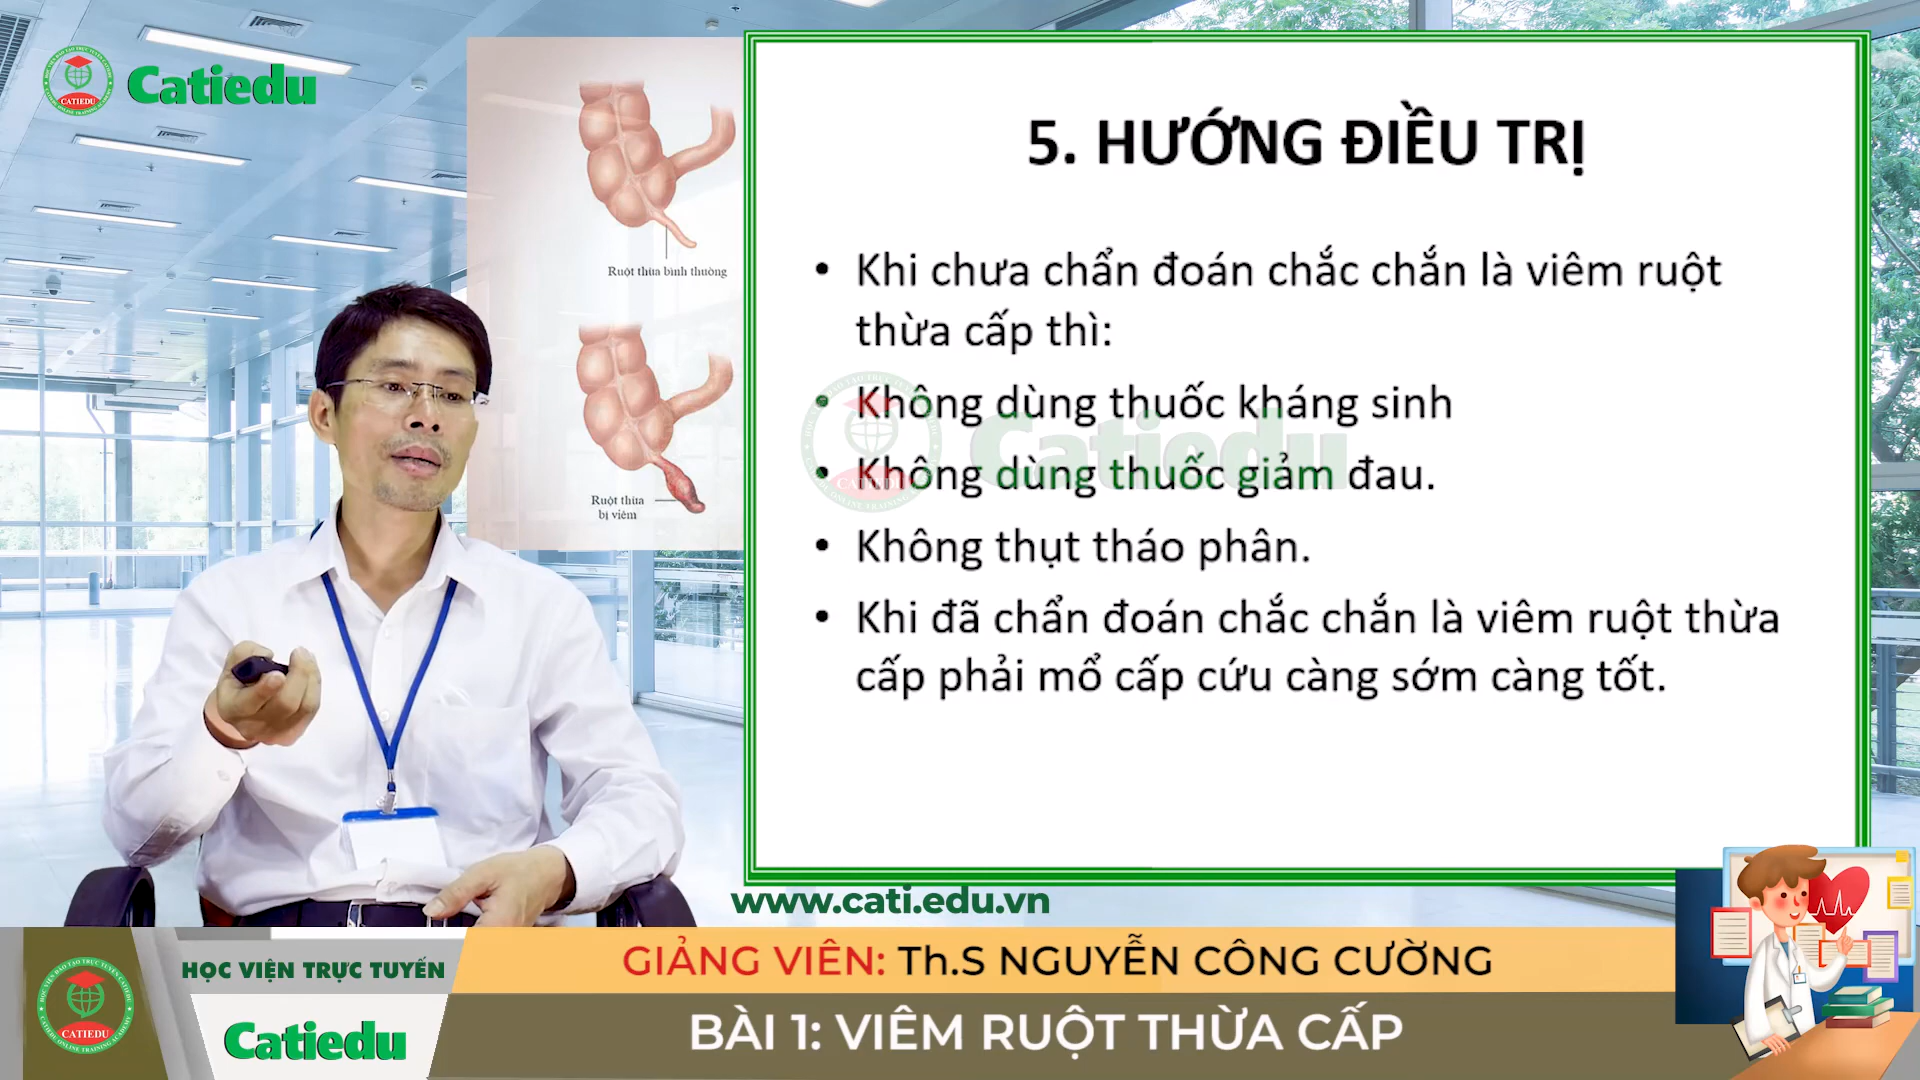 Catiedu
CATIEDU
5. HƯỚNG ĐIỀU TRỊ
Ruột thừa bình thường
Ruột thừa
bị viêm
• Khi chưa chẩn đoán chắc chắn là viêm ruột
thừa cấp thì:
• Không dùng thuốc kháng sinh
• Không dùng thuốc giảm đau.
• Không thụt tháo phân.
• Khi đã chẩn đoán chắc chắn là viêm ruột thừa
cấp phải mổ cấp cứu càng sớm càng tốt.
CATIEDU
Catiedu
www.cati.edu.vn
HỌC VIỆN TRỰC TUYẾN
CATIEDU
Catiedu
GIẢNG VIÊN: Th.S NGUYỄN CÔNG CƯỜNG
BÀI 1: VIÊM RUỘT THỪA CẤP